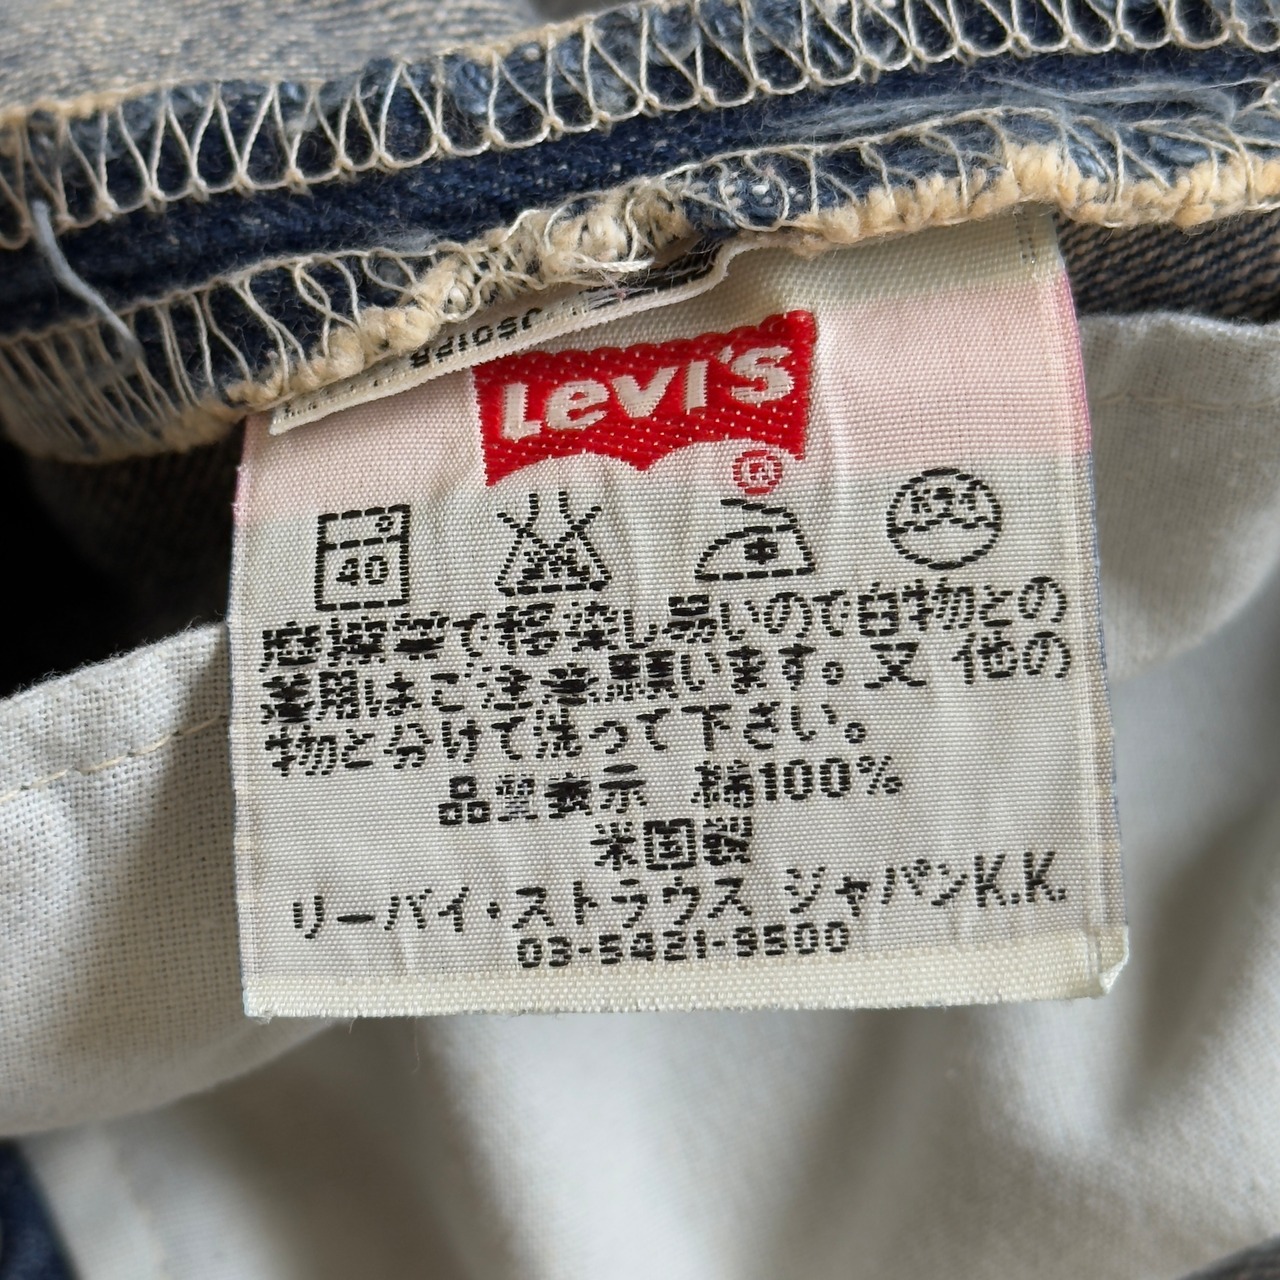 Levi's
®
40
ドライ
摩擦等で移染し易いので白物との
着用はご注意願います。又 他の
物と分けて洗って下さい。
品質表示 綿100%
米国製
リーバイ・ストラウス ジャパンK.K.
03-5421-9500